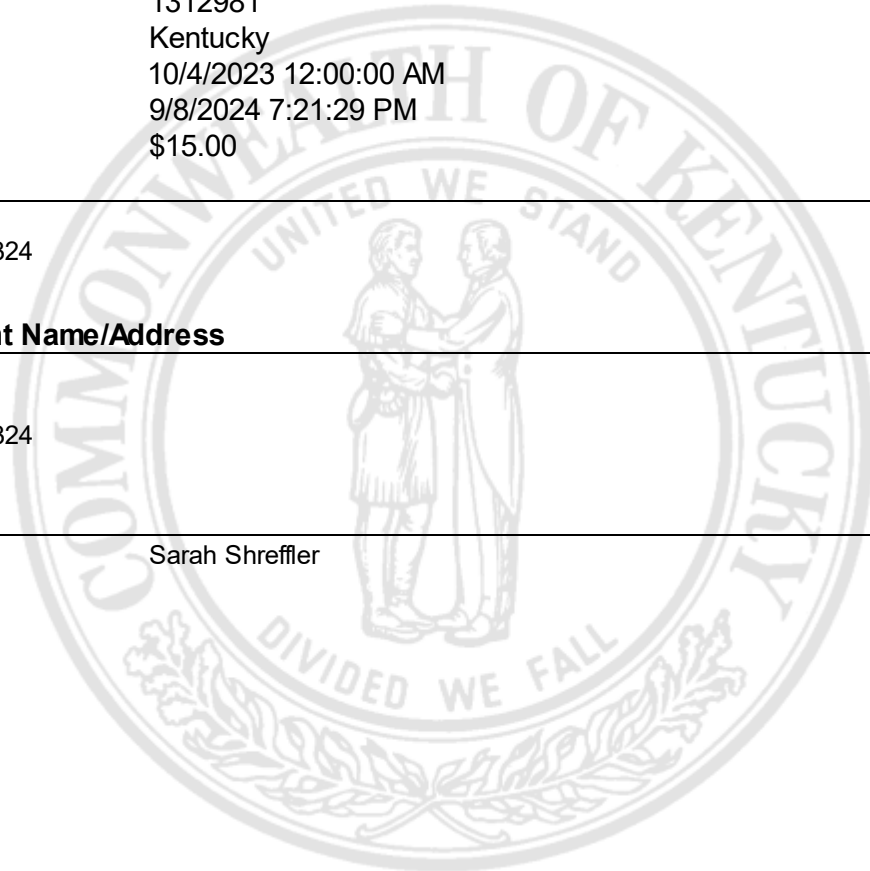 1312981
Kentucky
10/4/2023 12:00:00 AM
9/8/2024 7:21:29 PM
$15.00
324
Name/Address
324
Sarah Shreffler
COMMONWEALTH OF KENTUCKY
UNITED WE STAND
DIVIDED WE FALL